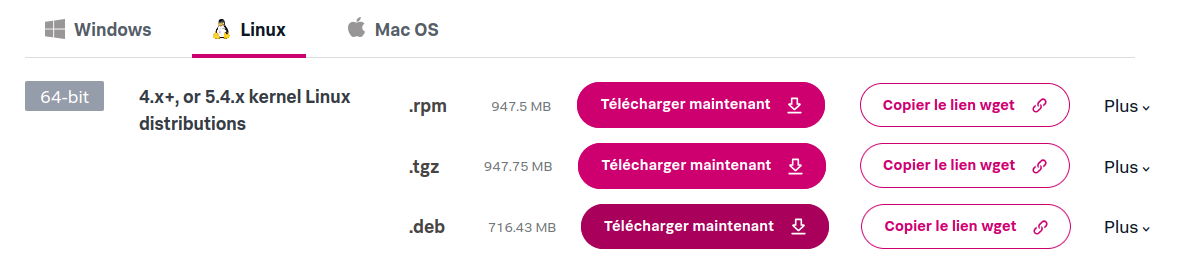 Windows Linux Mac OS
64-bit 4.x+, or 5.4.x kernel Linux distributions
.rpm 947.5 MB Télécharger maintenant Copier le lien wget Plus
.tgz 947.75 MB Télécharger maintenant Copier le lien wget Plus
.deb 716.43 MB Télécharger maintenant Copier le lien wget Plus